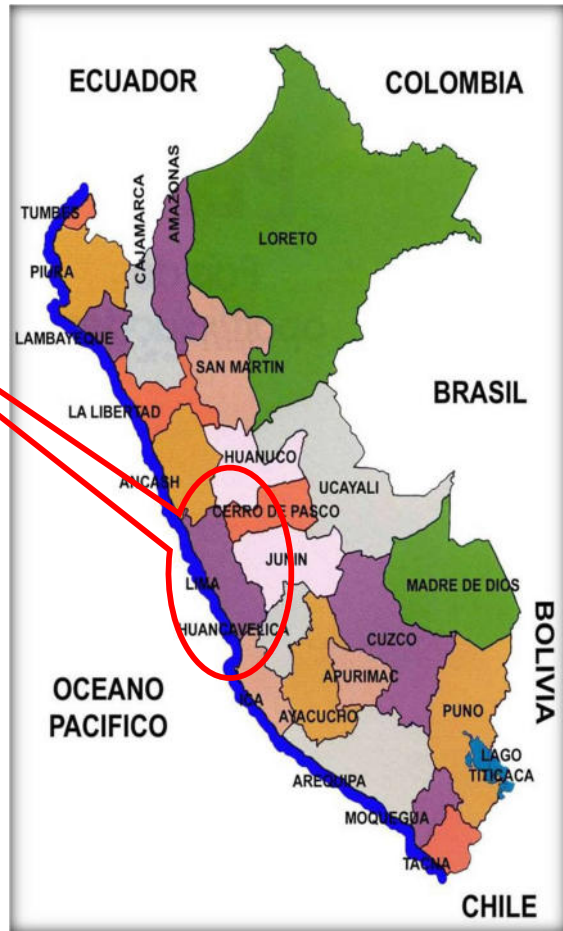 ECUADOR
COLOMBIA
CAJAMARCA
AMAZONAS
TUMBES
LORETO
PIURA
LAMBAYEQUE
SAN MARTIN
BRASIL
LA LIBERTAD
HUANUCO
ANCASH
UCAYALI
CERRO DE PASCO
JUNIN
LIMA
MADRE DE DIOS
HUANCAVELICA
CUZCO
BOLIVIA
APURIMAC
OCEANO
PACIFICO
ICA
AYACUCHO
PUNO
LAGO
TITICACA
AREQUIPA
MOQUEGUA
TACNA
CHILE